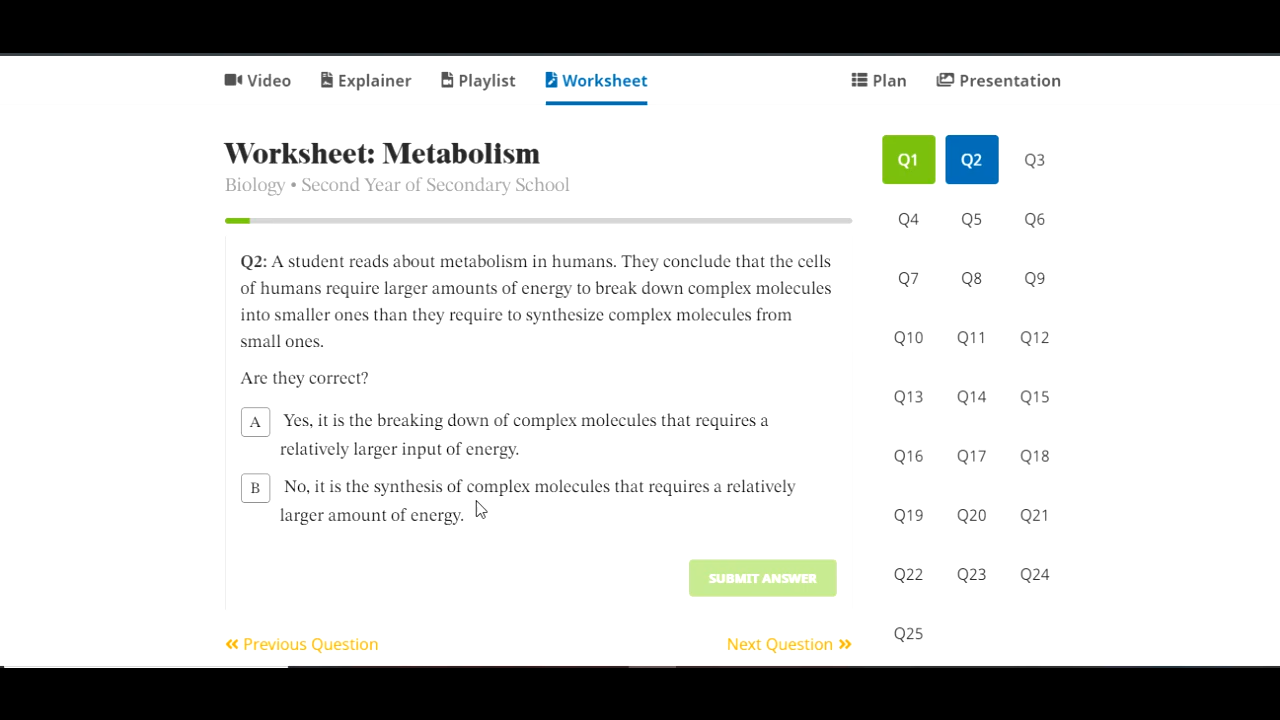 Video Explainer Playlist Worksheet Plan Presentation
Worksheet: Metabolism
Biology • Second Year of Secondary School
Q2: A student reads about metabolism in humans. They conclude that the cells
of humans require larger amounts of energy to break down complex molecules
into smaller ones than they require to synthesize complex molecules from
small ones.
Are they correct?
A Yes, it is the breaking down of complex molecules that requires a
relatively larger input of energy.
B No, it is the synthesis of complex molecules that requires a relatively
larger amount of energy.
SUBMIT ANSWER
« Previous Question Next Question »
Q1 Q2 Q3
Q4 Q5 Q6
Q7 Q8 Q9
Q10 Q11 Q12
Q13 Q14 Q15
Q16 Q17 Q18
Q19 Q20 Q21
Q22 Q23 Q24
Q25